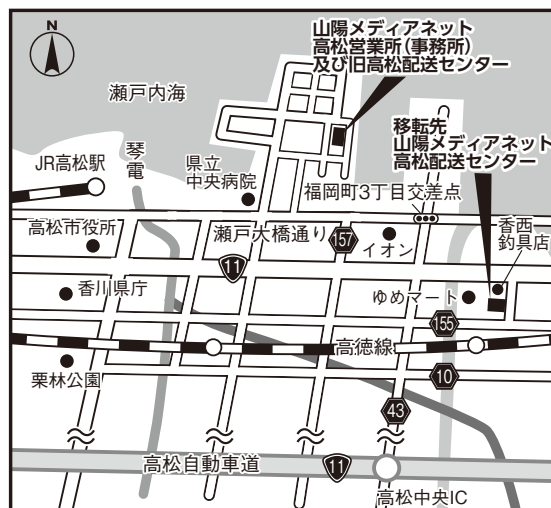 N
山陽メディアネット
高松営業所(事務所)
及び旧高松配送センター
瀬戸内海
移転先
山陽メディアネット
高松配送センター
JR高松駅
琴電
県立
中央病院
福岡町3丁目交差点
香西
釣具店
高松市役所
瀬戸大橋通り
157
イオン
11
香川県庁
ゆめマート
155
高徳線
栗林公園
10
43
高松自動車道
11
高松中央IC